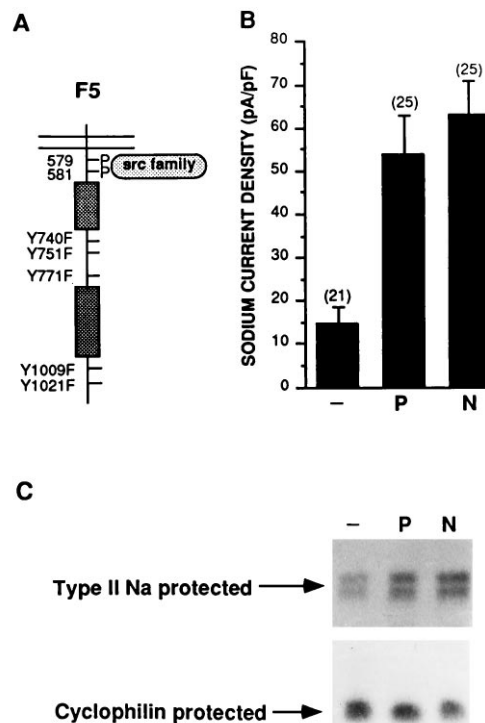 A
F5
579 P
581 P
src family
Y740F
Y751F
Y771F
Y1009F
Y1021F
B
SODIUM CURRENT DENSITY (pA/pF)
80
70
60
50
40
30
20
10
0
(21)
(25)
(25)
– P N
C
– P N
Type II Na protected
Cyclophilin protected